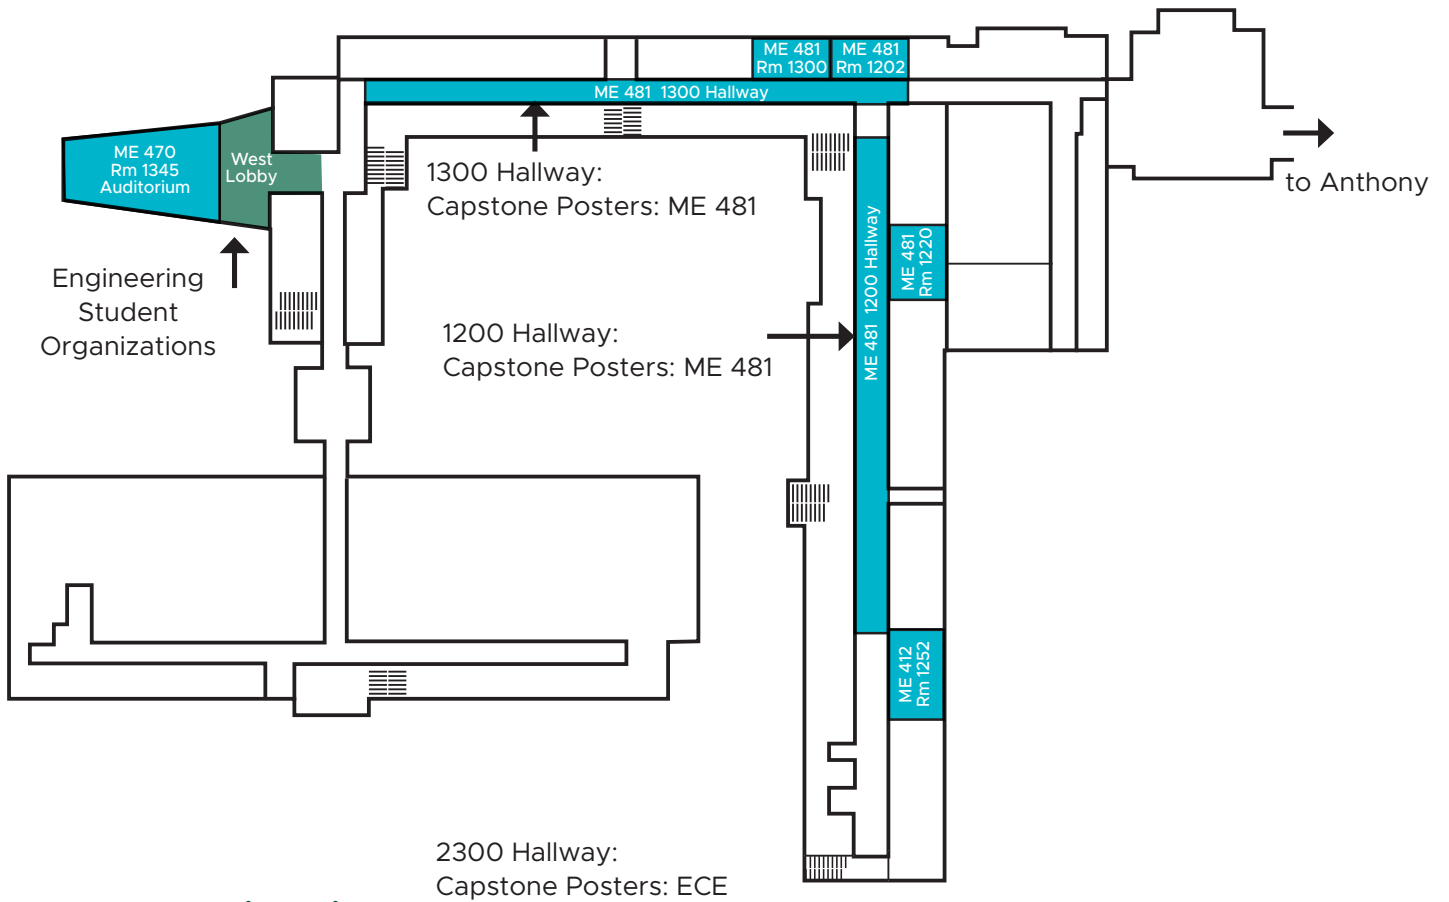 ME 481
Rm 1300
ME 481
Rm 1202
ME 481 1300 Hallway
ME 470
Rm 1345
Auditorium
West
Lobby
1300 Hallway:
Capstone Posters: ME 481
to Anthony
ME 481 1200 Hallway
ME 481
Rm 1220
Engineering
Student
Organizations
1200 Hallway:
Capstone Posters: ME 481
ME 412
Rm 1252
2300 Hallway:
Capstone Posters: ECE